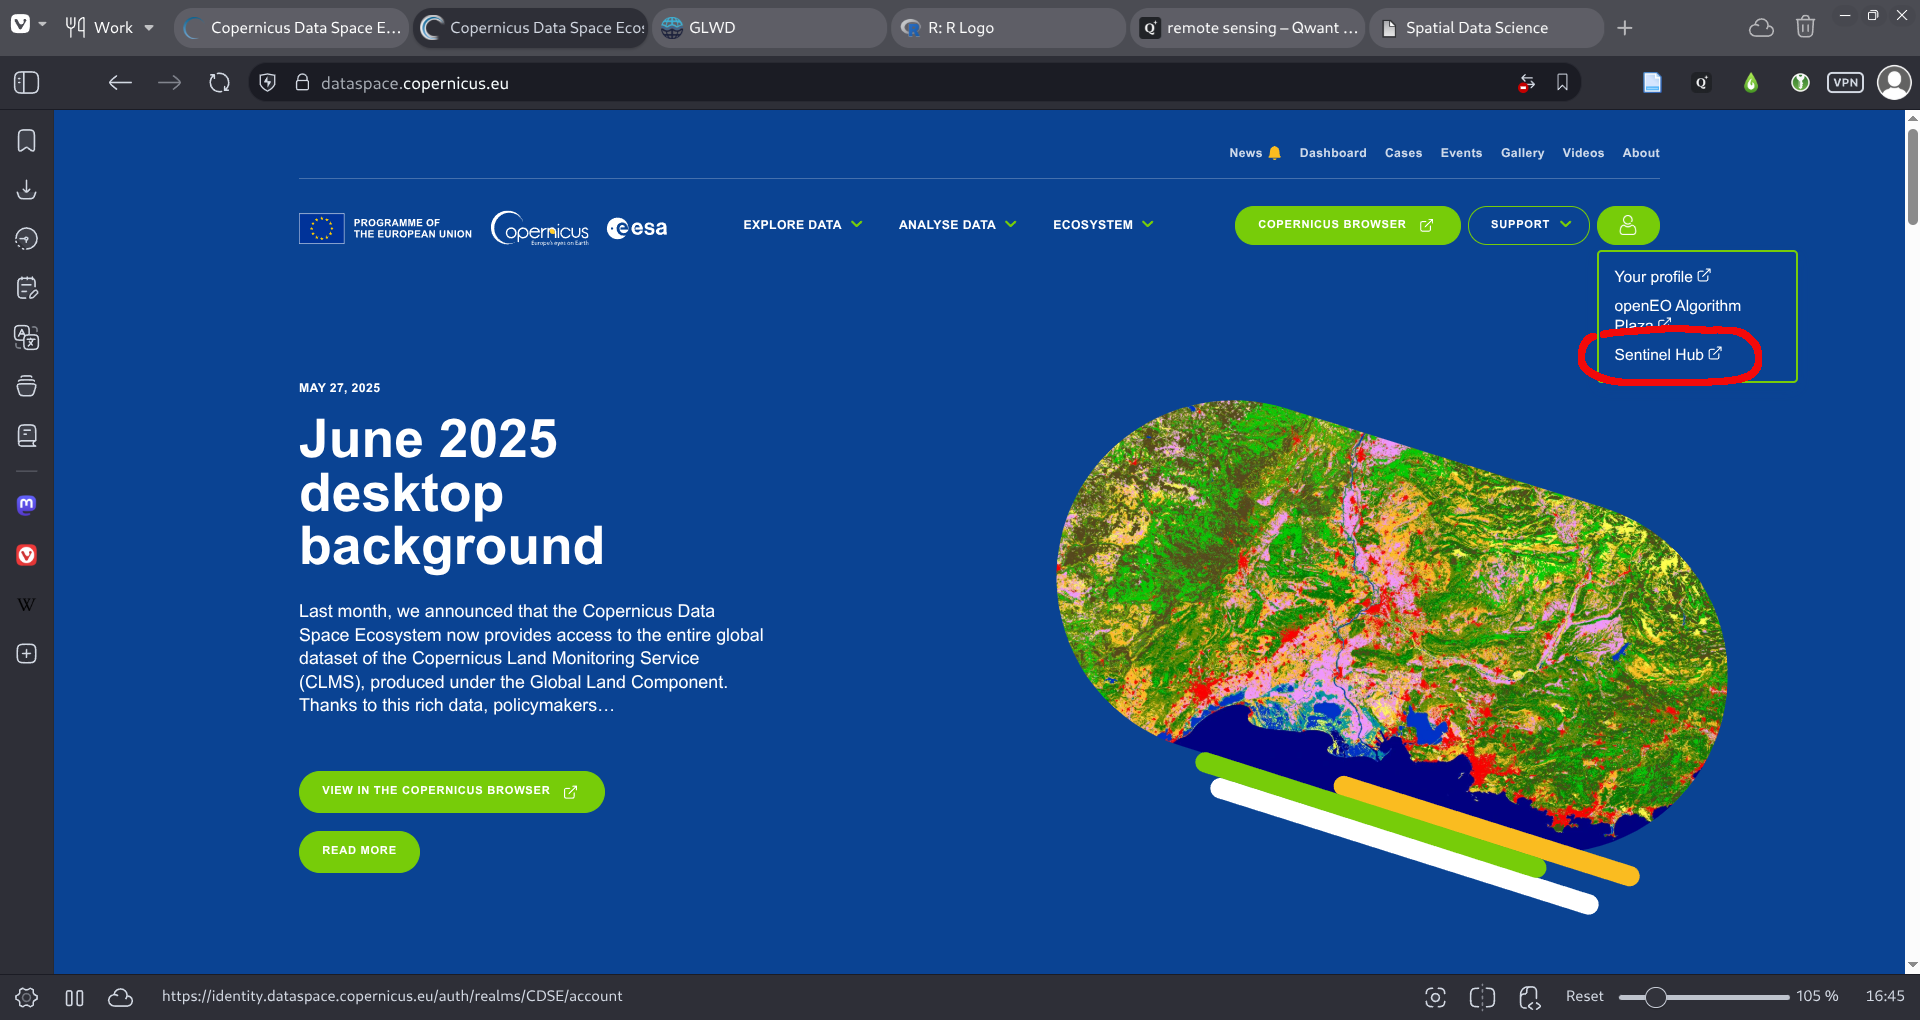 Work
Copernicus Data Space E...
Copernicus Data Space Ecos
GLWD
R: R Logo
remote sensing – Qwant ...
Spatial Data Science
dataspace.copernicus.eu
VPN
News
Dashboard
Cases
Events
Gallery
Videos
About
PROGRAMME OF
THE EUROPEAN UNION
opernicus
Europe's eyes on Earth
esa
EXPLORE DATA
ANALYSE DATA
ECOSYSTEM
COPERNICUS BROWSER
SUPPORT
Your profile
openEO Algorithm
Plaza
Sentinel Hub
MAY 27, 2025
June 2025
desktop
background
Last month, we announced that the Copernicus Data
Space Ecosystem now provides access to the entire global
dataset of the Copernicus Land Monitoring Service
(CLMS), produced under the Global Land Component.
Thanks to this rich data, policymakers…
VIEW IN THE COPERNICUS BROWSER
READ MORE
https://identity.dataspace.copernicus.eu/auth/realms/CDSE/account
Reset
105 %
16:45